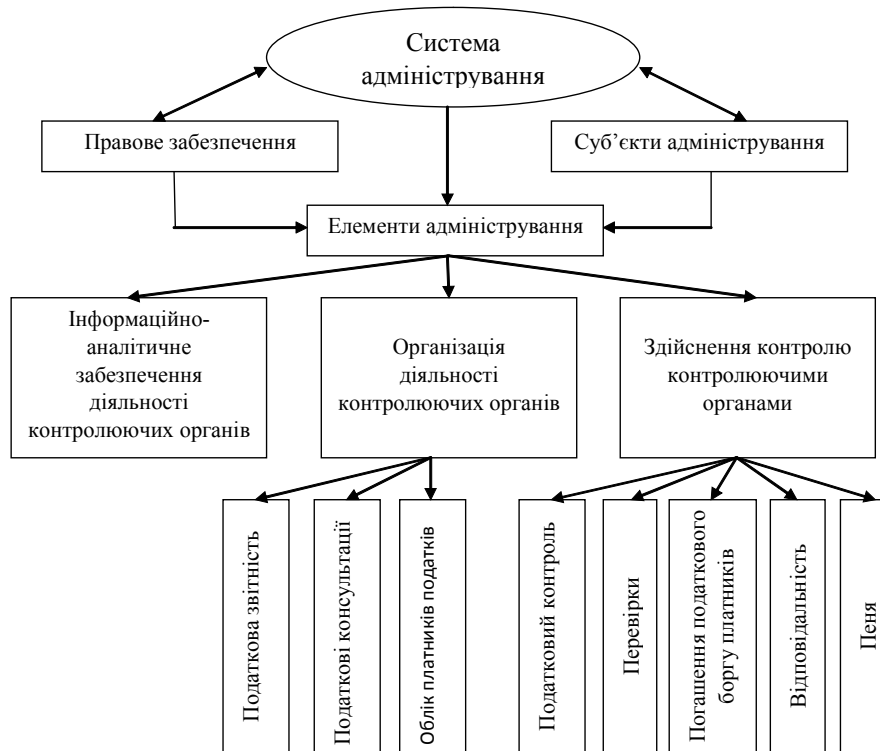 Система
адміністрування
Правове забезпечення
Суб’єкти адміністрування
Елементи адміністрування
Інформаційно-
аналітичне
забезпечення
діяльності
контролюючих органів
Організація
діяльності
контролюючих органів
Здійснення контролю
контролюючими
органами
Податкова звітність
Податкові консультації
Облік платників податків
Податковий контроль
Перевірки
Погашення податкового
боргу платників
Відповідальність
Пеня